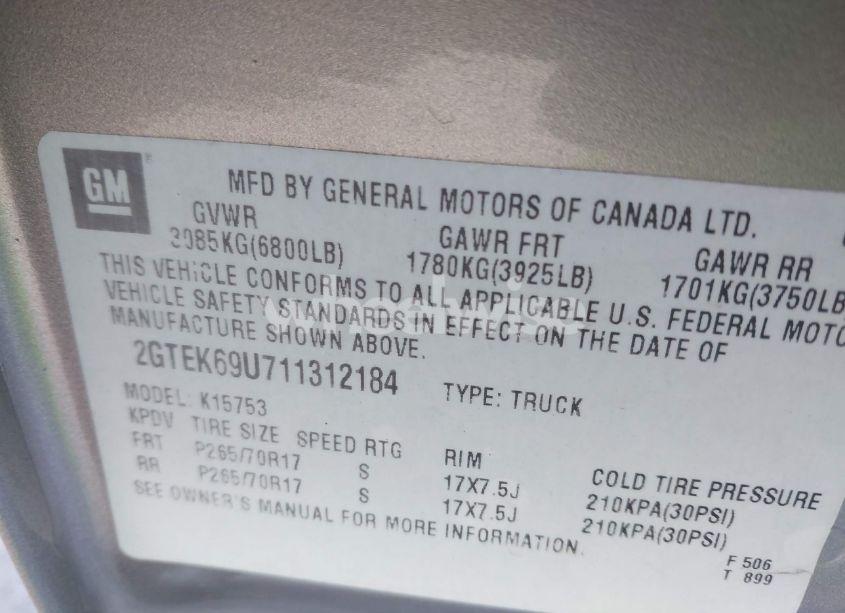 GM
MFD BY GENERAL MOTORS OF CANADA LTD.
GVWR GAWR FRT GAWR RR
3085KG(6800LB) 1780KG(3925LB) 1701KG(3750LB
THIS VEHICLE CONFORMS TO ALL APPLICABLE U.S. FEDERAL MOTO
VEHICLE SAFETY STANDARDS IN EFFECT ON THE DATE OF
MANUFACTURE SHOWN ABOVE.
2GTEK69U711312184 TYPE: TRUCK
MODEL: K15753
KPDV TIRE SIZE SPEED RTG RIM COLD TIRE PRESSURE
FRT P265/70R17 S 17X7.5J 210KPA(30PSI)
RR P265/70R17 S 17X7.5J 210KPA(30PSI)
SEE OWNER'S MANUAL FOR MORE INFORMATION.
F 506
T 899